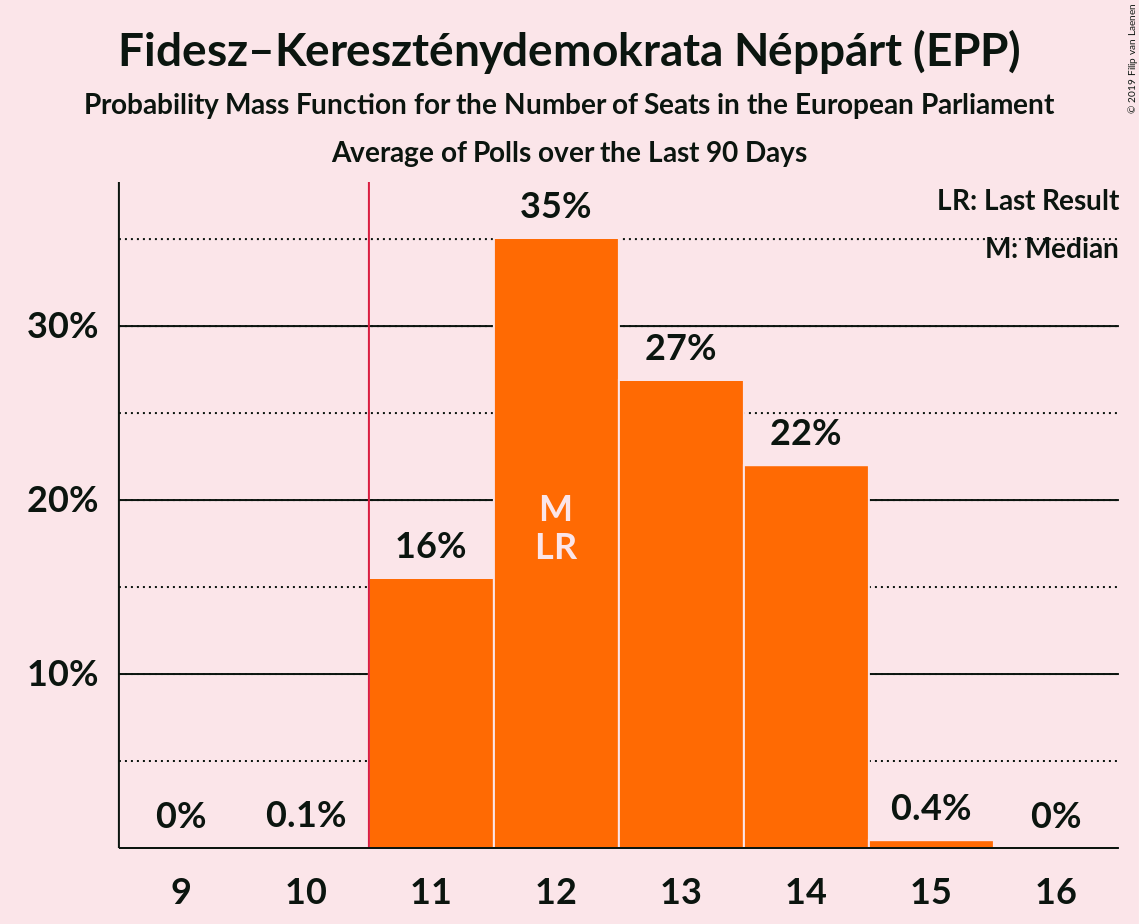 Fidesz–Kereszténydemokrata Néppárt (EPP)
Probability Mass Function for the Number of Seats in the European Parliament
Average of Polls over the Last 90 Days
© 2019 Filip van Laenen
LR: Last Result
M: Median
35%
30%
27%
22%
20%
M
LR
16%
10%
0%
0.1%
0.4%
0%
9
10
11
12
13
14
15
16